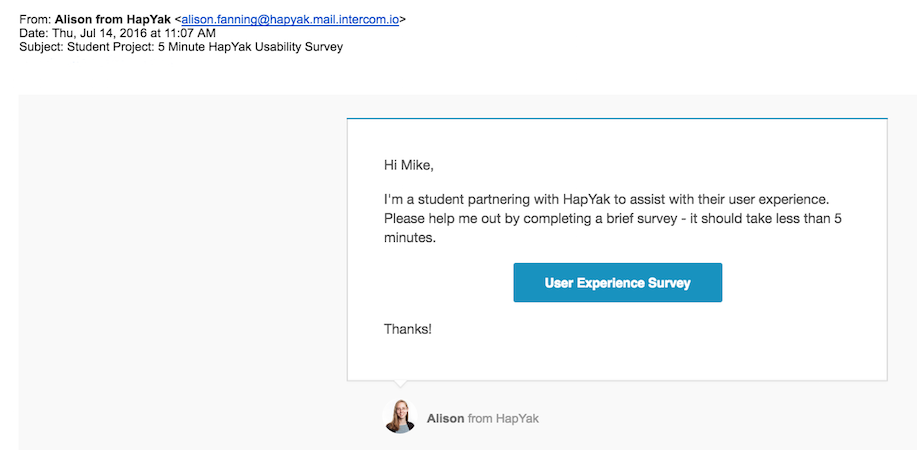 From: Alison from HapYak <alison.fanning@hapyak.mail.intercom.io>
Date: Thu, Jul 14, 2016 at 11:07 AM
Subject: Student Project: 5 Minute HapYak Usability Survey
Hi Mike,
I'm a student partnering with HapYak to assist with their user experience.
Please help me out by completing a brief survey - it should take less than 5
minutes.
User Experience Survey
Thanks!
Alison from HapYak